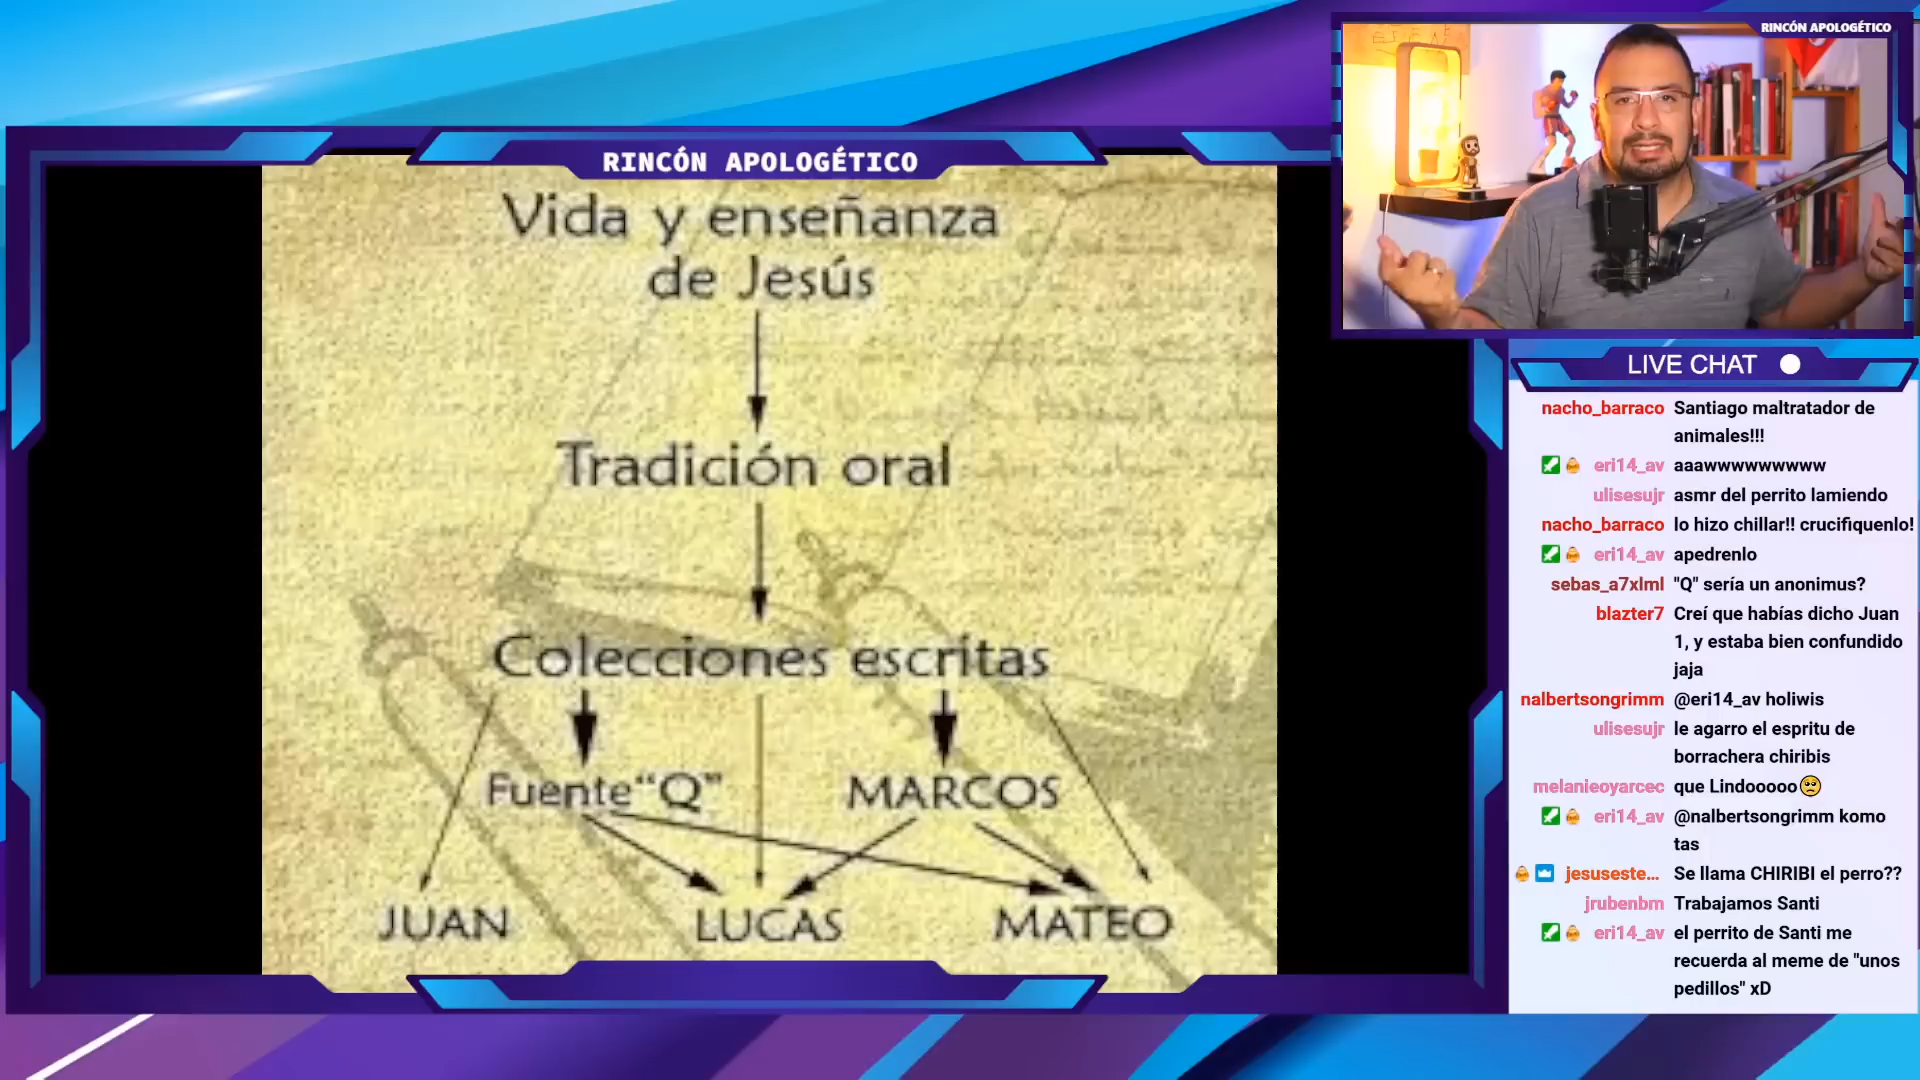 RINCÓN APOLOGÉTICO
RINCÓN APOLOGÉTICO
Vida y enseñanza
de Jesús
Tradición oral
Colecciones escritas
Fuente “Q”
MARCOS
JUAN
LUCAS
MATEO
LIVE CHAT
nacho_barraco Santiago maltratador de
animales!!!
eri14_av aaawwwwwwwww
ulisesujr asmr del perrito lamiendo
nacho_barraco lo hizo chillar!! crucifiquenlo!
eri14_av apedrenlo
sebas_a7xlml "Q" sería un anonimus?
blazter7 Creí que habías dicho Juan
1, y estaba bien confundido
jaja
nalbertsongrimm @eri14_av holiwis
ulisesujr le agarro el espritu de
borrachera chiribis
melanieoyarcec que Lindooooo🥺
eri14_av @nalbertsongrimm komo
tas
jesuseste... Se llama CHIRIBI el perro??
jrubenbm Trabajamos Santi
eri14_av el perrito de Santi me
recuerda al meme de "unos
pedillos" xD